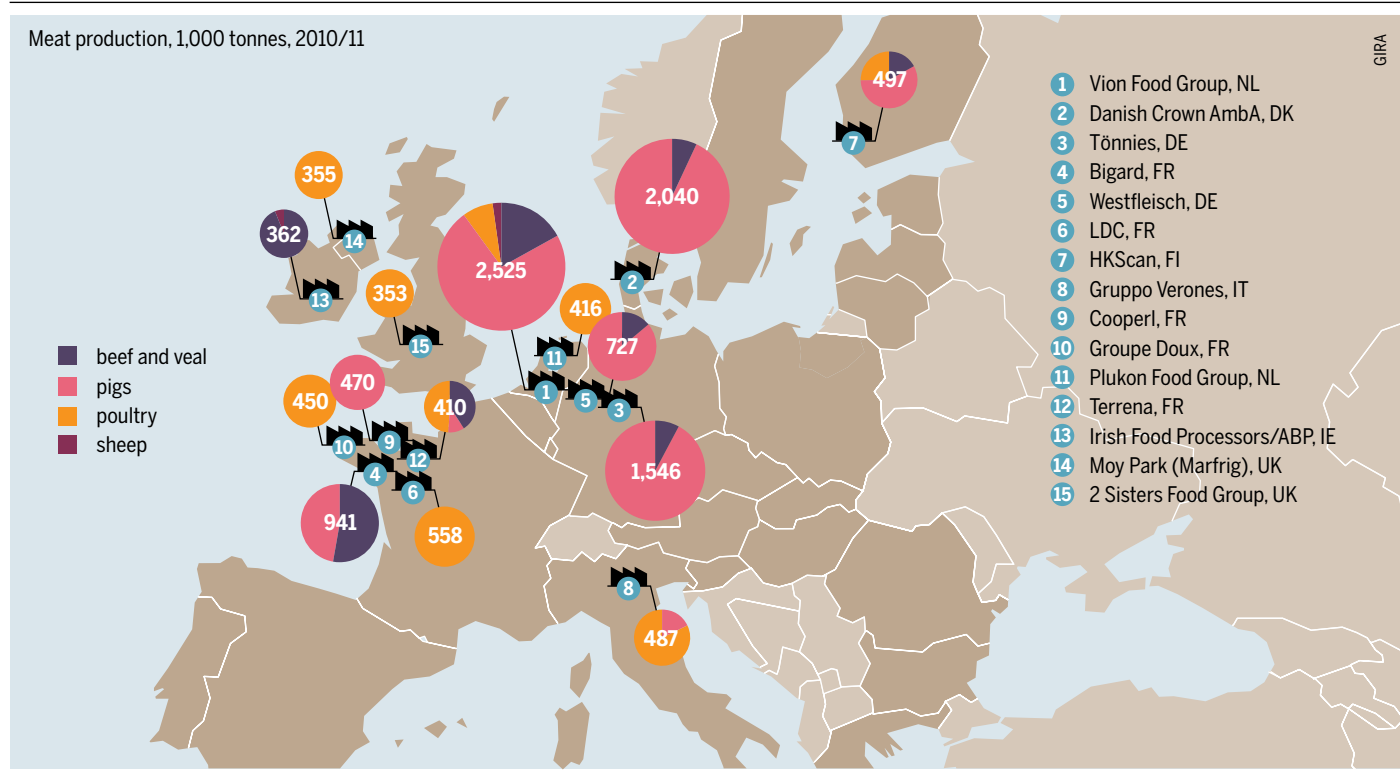 Meat production, 1,000 tonnes, 2010/11
GIRA
1 Vion Food Group, NL
2 Danish Crown AmbA, DK
3 Tönnies, DE
4 Bigard, FR
5 Westfleisch, DE
6 LDC, FR
7 HKScan, FI
8 Gruppo Verones, IT
9 Cooperl, FR
10 Groupe Doux, FR
11 Plukon Food Group, NL
12 Terrena, FR
13 Irish Food Processors/ABP, IE
14 Moy Park (Marfrig), UK
15 2 Sisters Food Group, UK
beef and veal
pigs
poultry
sheep
497
7
355
2,040
362
14
2,525
2
13
353
416
15
727
11
470
1
5
3
450
410
10
9
12
4
6
1,546
941
558
8
487